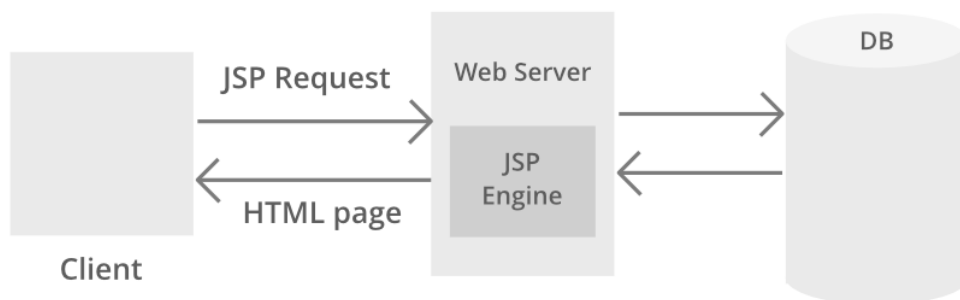 JSP Request
HTML page
Client
Web Server
JSP
Engine
DB